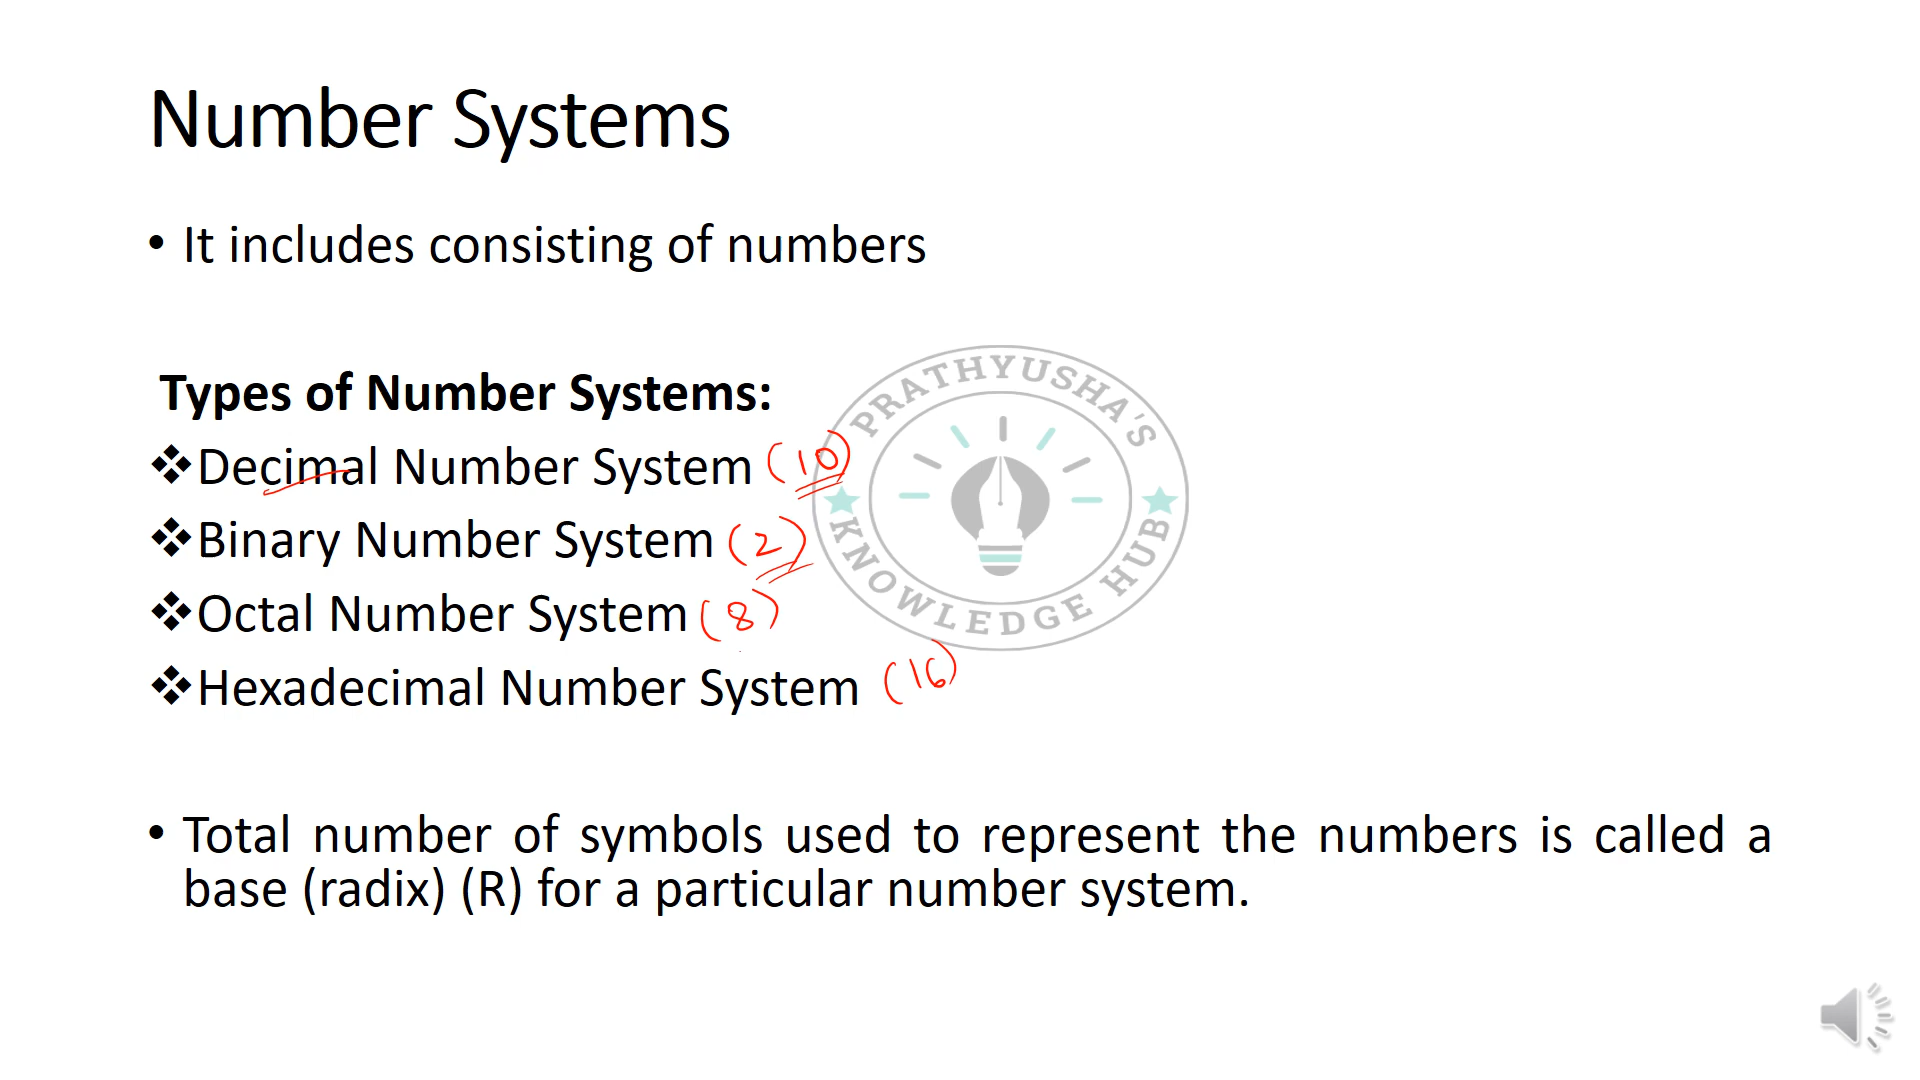 Number Systems
• It includes consisting of numbers
Types of Number Systems:
❖Decimal Number System (10)
❖Binary Number System (2)
❖Octal Number System (8)
❖Hexadecimal Number System (16)
PRATHYUSHA'S
KNOWLEDGE HUB
• Total number of symbols used to represent the numbers is called a
base (radix) (R) for a particular number system.